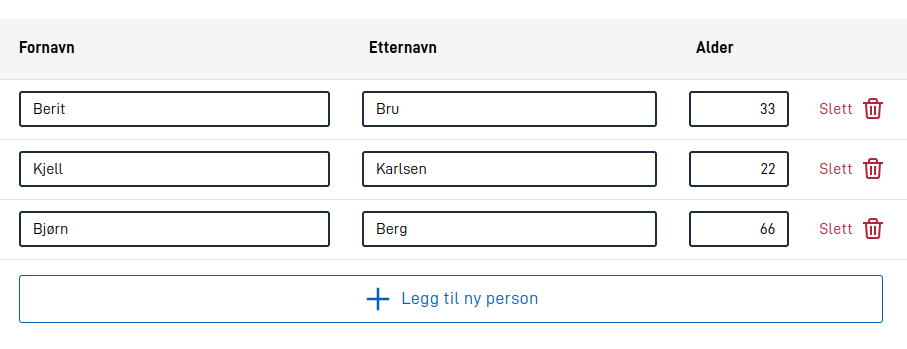 Fornavn Etternavn Alder
Berit Bru 33 Slett
Kjell Karlsen 22 Slett
Bjørn Berg 66 Slett
Legg til ny person